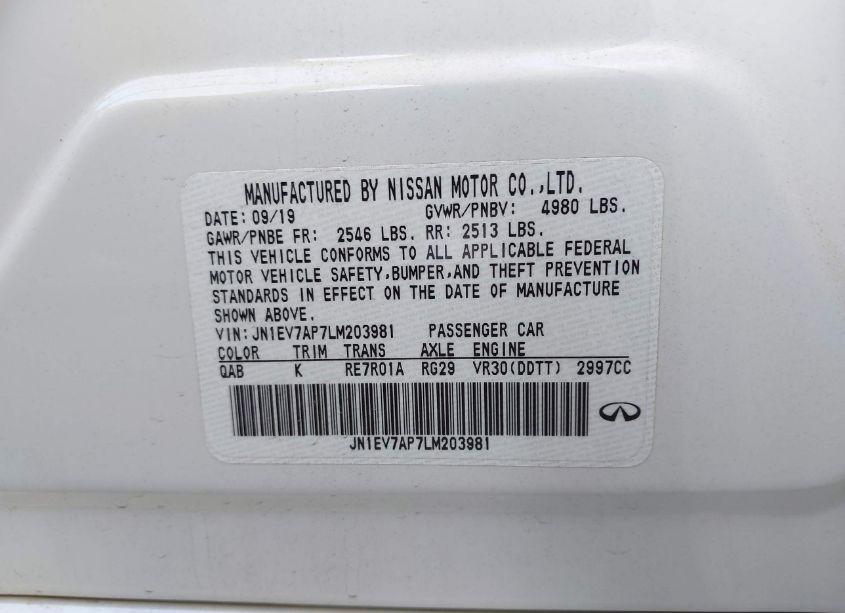 MANUFACTURED BY NISSAN MOTOR CO.,LTD.
DATE: 09/19 GVWR/PNBV: 4980 LBS.
GAWR/PNBE FR: 2546 LBS. RR: 2513 LBS.
THIS VEHICLE CONFORMS TO ALL APPLICABLE FEDERAL
MOTOR VEHICLE SAFETY,BUMPER,AND THEFT PREVENTION
STANDARDS IN EFFECT ON THE DATE OF MANUFACTURE
SHOWN ABOVE.
VIN:JN1EV7AP7LM203981 PASSENGER CAR
COLOR TRIM TRANS AXLE ENGINE
QAB K RE7R01A RG29 VR30(DDTT) 2997CC
JN1EV7AP7LM203981